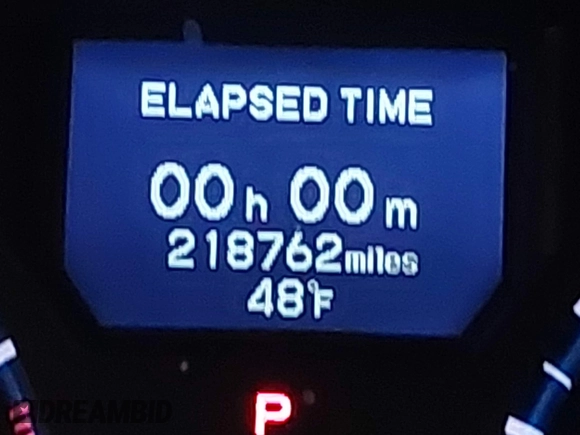 ELAPSED TIME
00h 00m
218762miles
48°F
P
DREAMBID